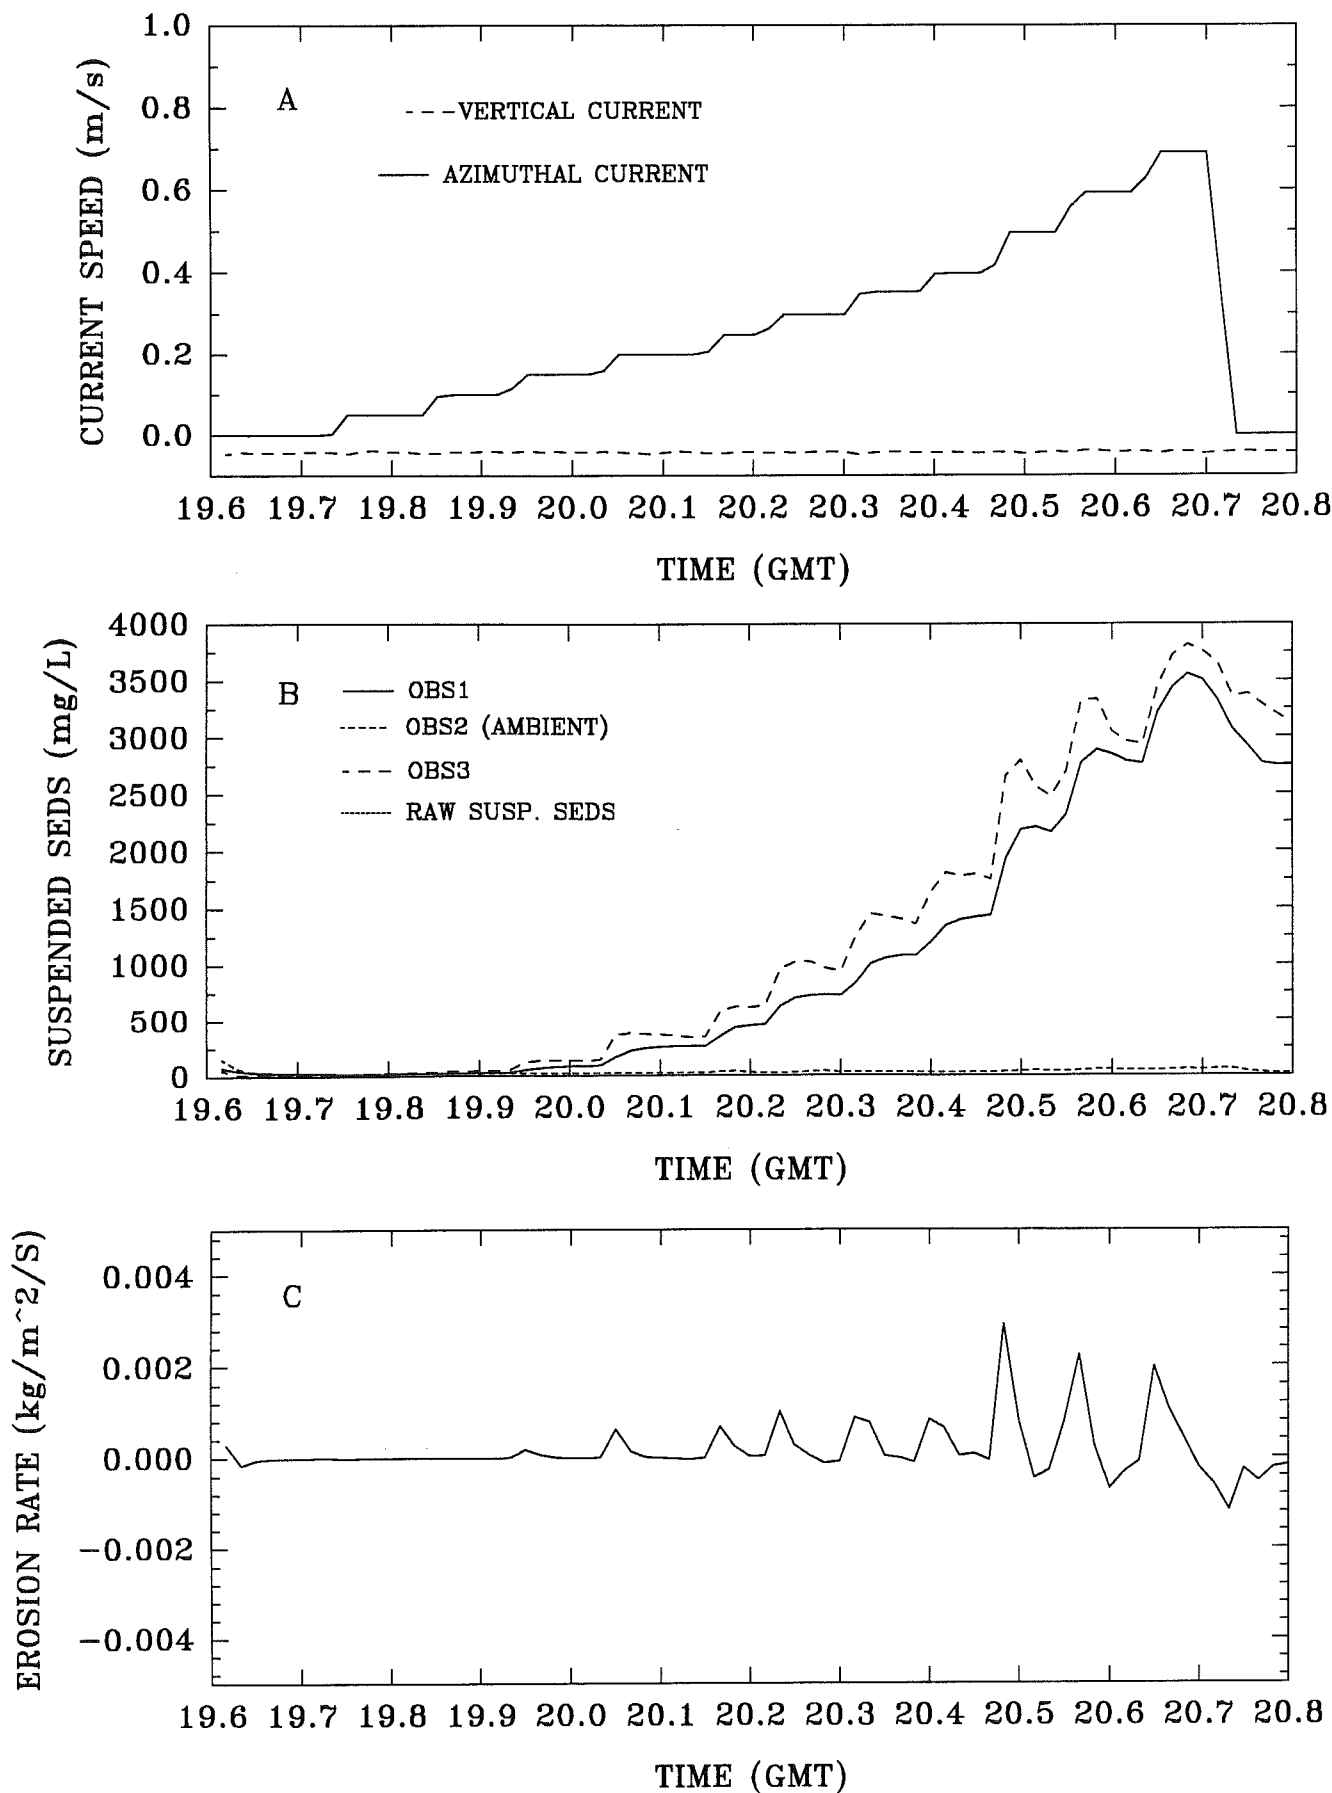 1.0
0.8
0.6
0.4
0.2
0.0
CURRENT SPEED (m/s)
A
VERTICAL CURRENT
AZIMUTHAL CURRENT
19.6 19.7 19.8 19.9 20.0 20.1 20.2 20.3 20.4 20.5 20.6 20.7 20.8
TIME (GMT)
4000
3500
3000
2500
2000
1500
1000
500
0
SUSPENDED SEDS (mg/L)
B
OBS1
OBS2 (AMBIENT)
OBS3
RAW SUSP. SEDS
19.6 19.7 19.8 19.9 20.0 20.1 20.2 20.3 20.4 20.5 20.6 20.7 20.8
TIME (GMT)
0.004
0.002
0.000
−0.002
−0.004
EROSION RATE (kg/m^2/S)
C
19.6 19.7 19.8 19.9 20.0 20.1 20.2 20.3 20.4 20.5 20.6 20.7 20.8
TIME (GMT)